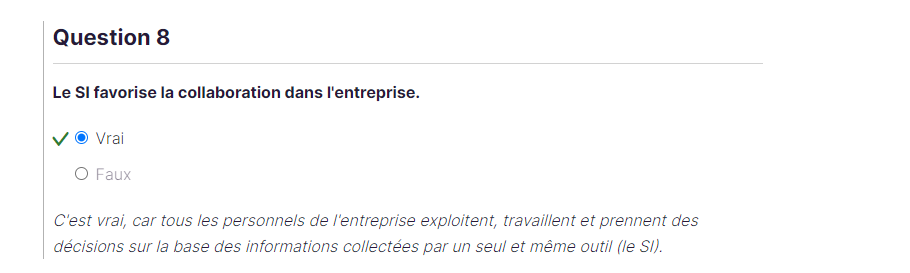 Question 8
Le SI favorise la collaboration dans l'entreprise.
Vrai
Faux
C'est vrai, car tous les personnels de l'entreprise exploitent, travaillent et prennent des
décisions sur la base des informations collectées par un seul et même outil (le SI).